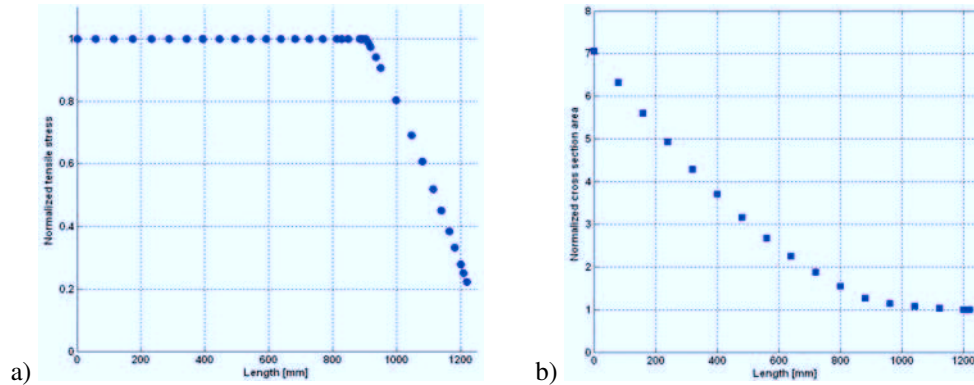 a)
Normalized tensile stress
1
0.8
0.6
0.4
0.2
0
0 200 400 600 800 1000 1200
Length [mm]
b)
Normalized cross section area
8
7
6
5
4
3
2
1
0
0 200 400 600 800 1000 1200
Length [mm]